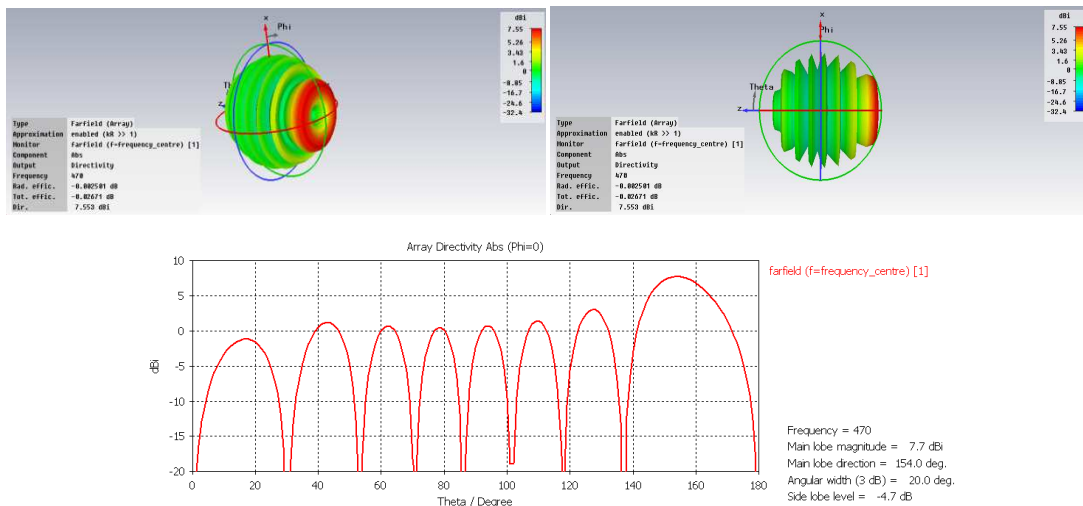 x
Phi
Th
z
dBi
7.55
5.26
3.43
1.6
0
-8.05
-16.7
-24.6
-32.4
Type Farfield (Array)
Approximation enabled (kR >> 1)
Monitor farfield (f=frequency_centre) [1]
Component Abs
Output Directivity
Frequency 470
Rad. effic. -0.002501 dB
Tot. effic. -0.02671 dB
Dir. 7.553 dBi
x
Phi
Theta
z
dBi
7.55
5.26
3.43
1.6
0
-8.05
-16.7
-24.6
-32.4
Type Farfield (Array)
Approximation enabled (kR >> 1)
Monitor farfield (f=frequency_centre) [1]
Component Abs
Output Directivity
Frequency 470
Rad. effic. -0.002501 dB
Tot. effic. -0.02671 dB
Dir. 7.553 dBi
Array Directivity Abs (Phi=0)
farfield (f=frequency_centre) [1]
10
5
0
-5
-10
-15
-20
dBi
0 20 40 60 80 100 120 140 160 180
Theta / Degree
Frequency = 470
Main lobe magnitude = 7.7 dBi
Main lobe direction = 154.0 deg.
Angular width (3 dB) = 20.0 deg.
Side lobe level = -4.7 dB